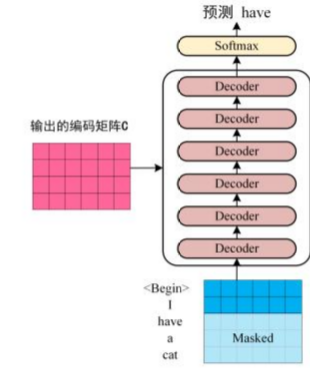 预测 have
Softmax
Decoder
Decoder
Decoder
Decoder
Decoder
Decoder
输出的编码矩阵C
<Begin>
I
have
a
cat
Masked